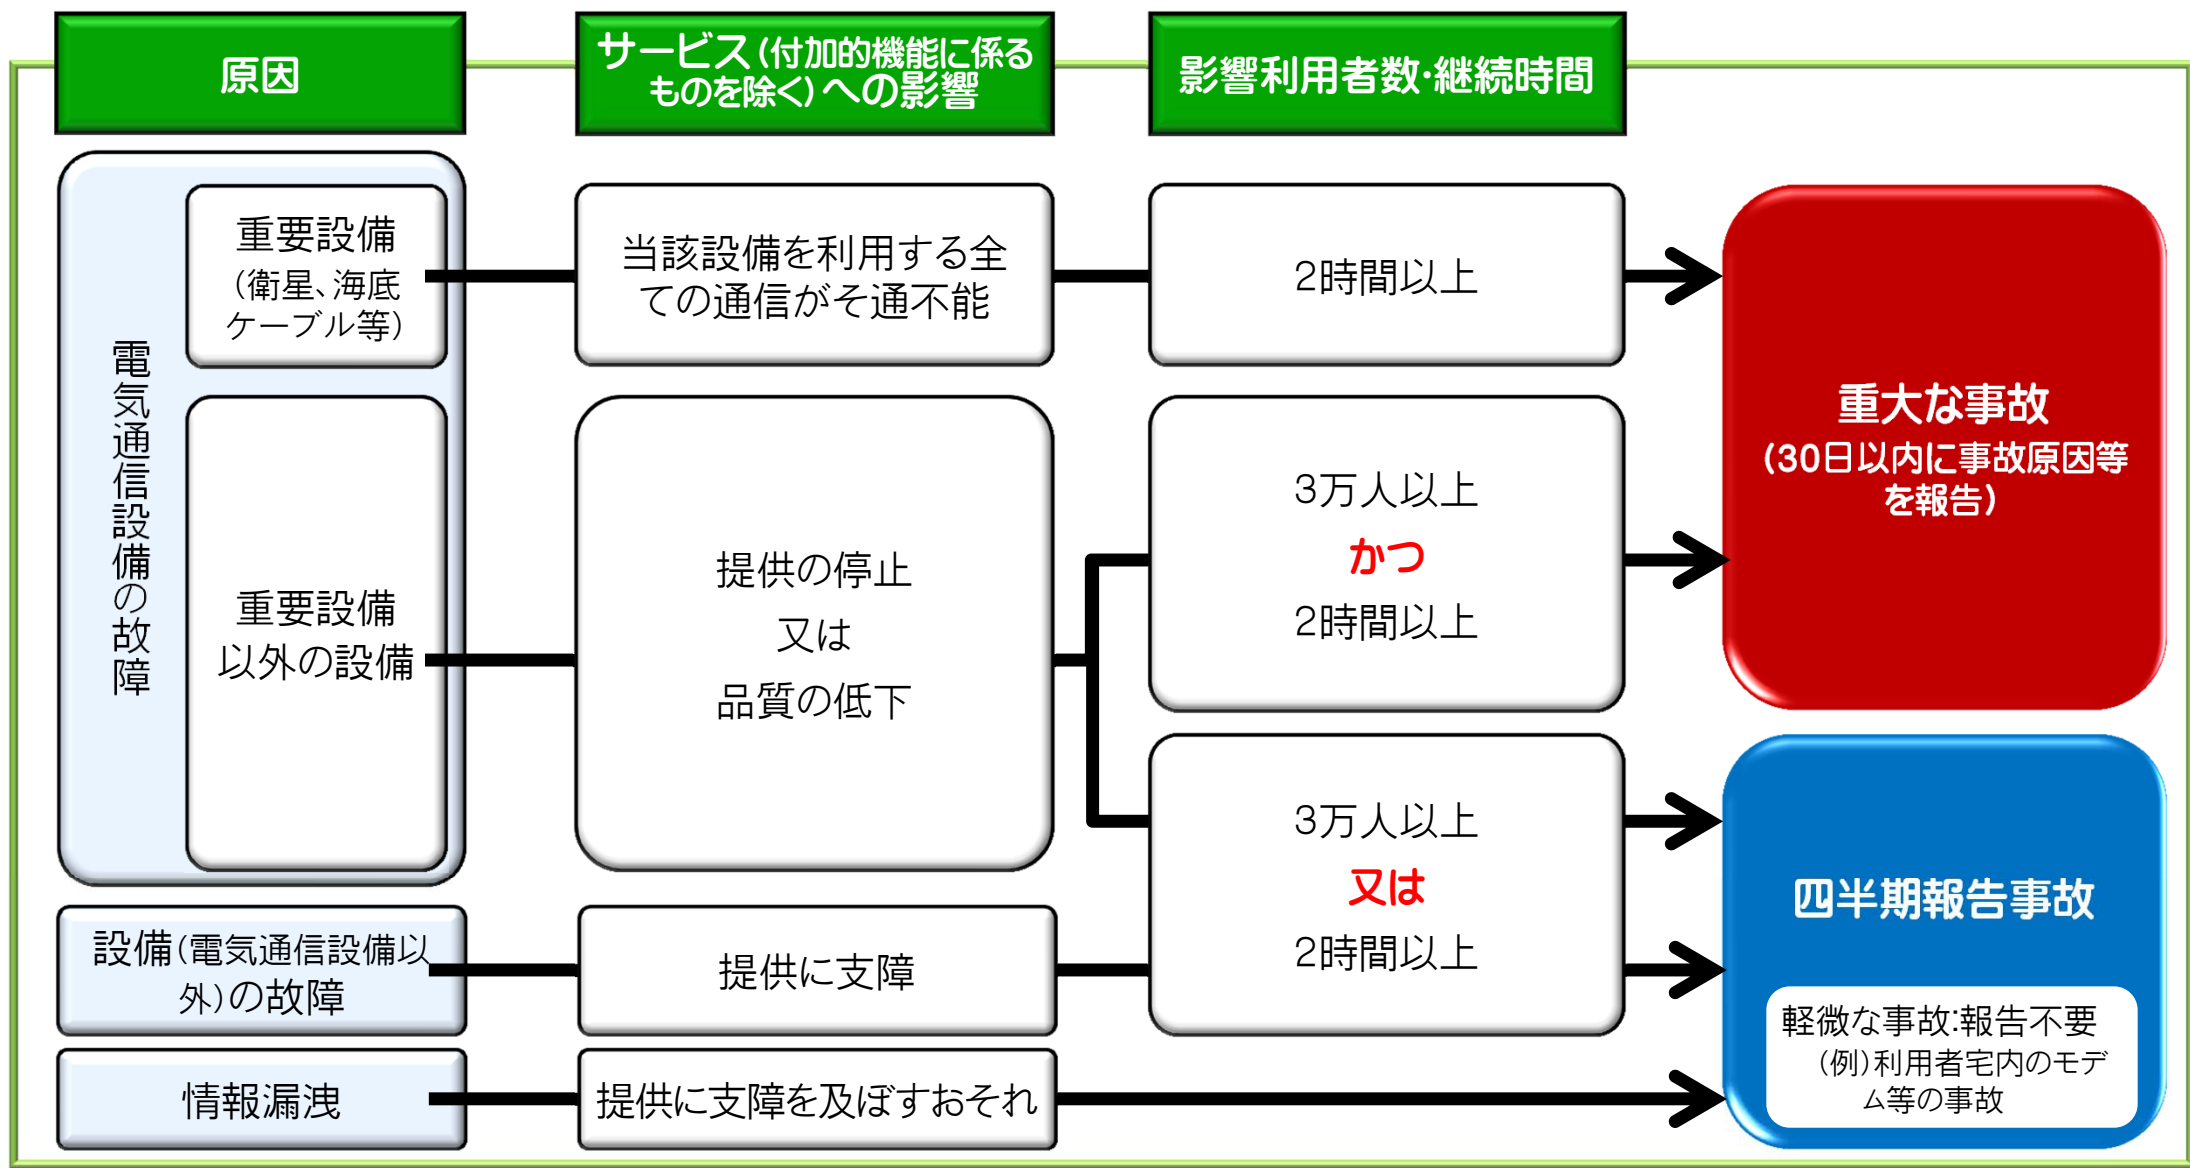 原因
サービス(付加的機能に係る
ものを除く)への影響
影響利用者数・継続時間
電気通信設備の故障
重要設備
(衛星、海底
ケーブル等)
当該設備を利用する全
ての通信がそ通不能
2時間以上
重大な事故
(30日以内に事故原因等
を報告)
重要設備
以外の設備
提供の停止
又は
品質の低下
3万人以上
かつ
2時間以上
3万人以上
又は
2時間以上
四半期報告事故
設備(電気通信設備以
外)の故障
提供に支障
軽微な事故:報告不要
(例)利用者宅内のモデ
ム等の事故
情報漏洩
提供に支障を及ぼすおそれ